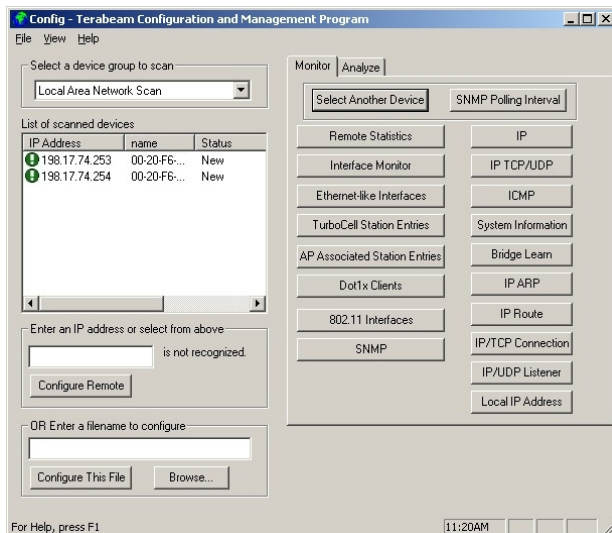 Config - Terabeam Configuration and Management Program
File View Help
Select a device group to scan
Local Area Network Scan
List of scanned devices
IP Address name Status
198.17.74.253 00-20-F6-... New
198.17.74.254 00-20-F6-... New
Enter an IP address or select from above
is not recognized.
Configure Remote
OR Enter a filename to configure
Configure This File Browse...
Monitor Analyze
Select Another Device SNMP Polling Interval
Remote Statistics IP
Interface Monitor IP TCP/UDP
Ethernet-like Interfaces ICMP
TurboCell Station Entries System Information
AP Associated Station Entries Bridge Learn
Dot1x Clients IP ARP
802.11 Interfaces IP Route
SNMP IP/TCP Connection
IP/UDP Listener
Local IP Address
For Help, press F1 11:20AM